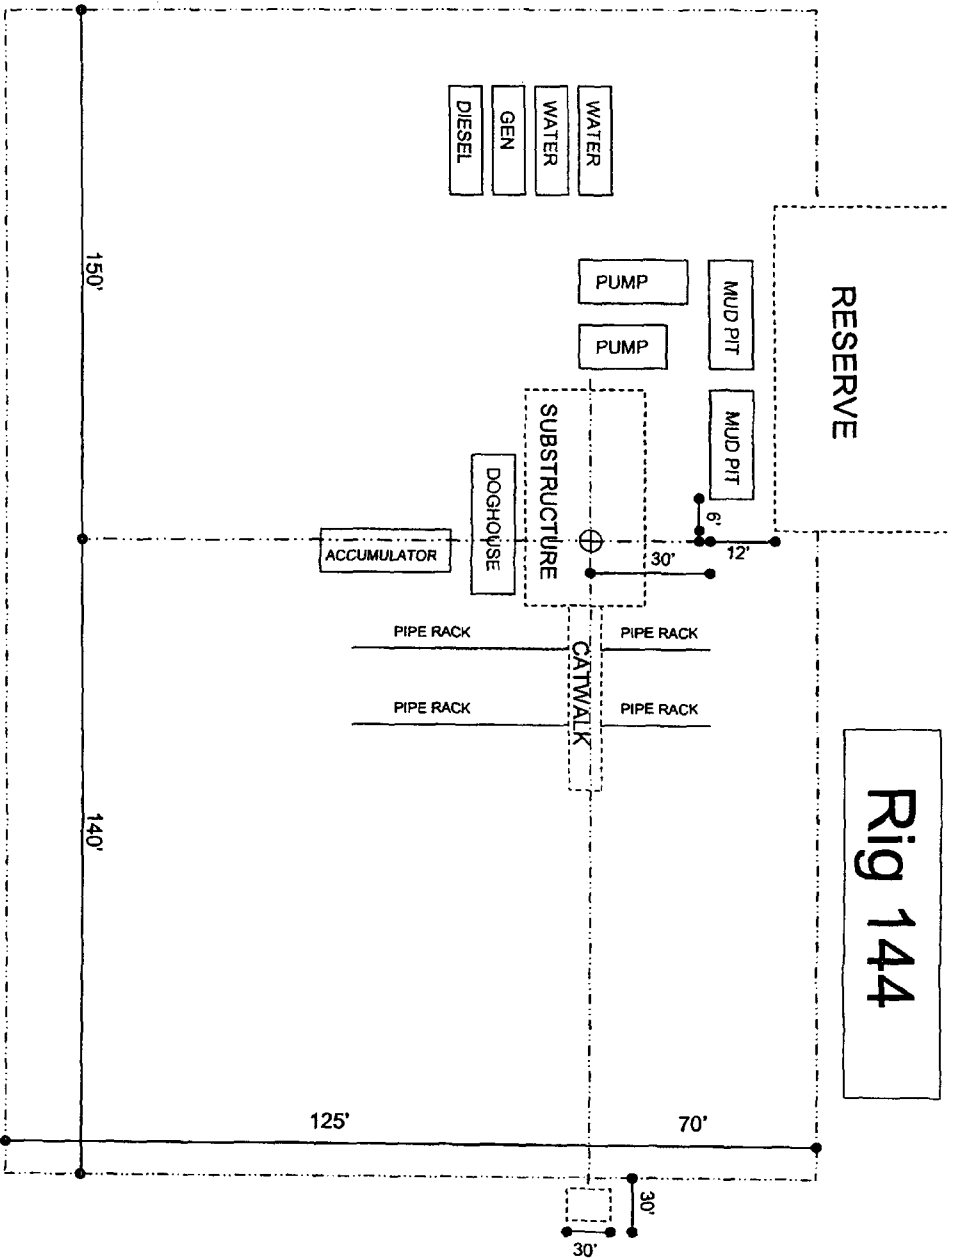 DIESEL
GEN
WATER
WATER
150'
PUMP
PUMP
MUD PIT
MUD PIT
RESERVE
SUBSTRUCTURE
DOGHOUSE
ACCUMULATOR
6'
12'
30'
PIPE RACK
PIPE RACK
CATWALK
PIPE RACK
PIPE RACK
140'
Rig 144
125'
70'
30'
30'